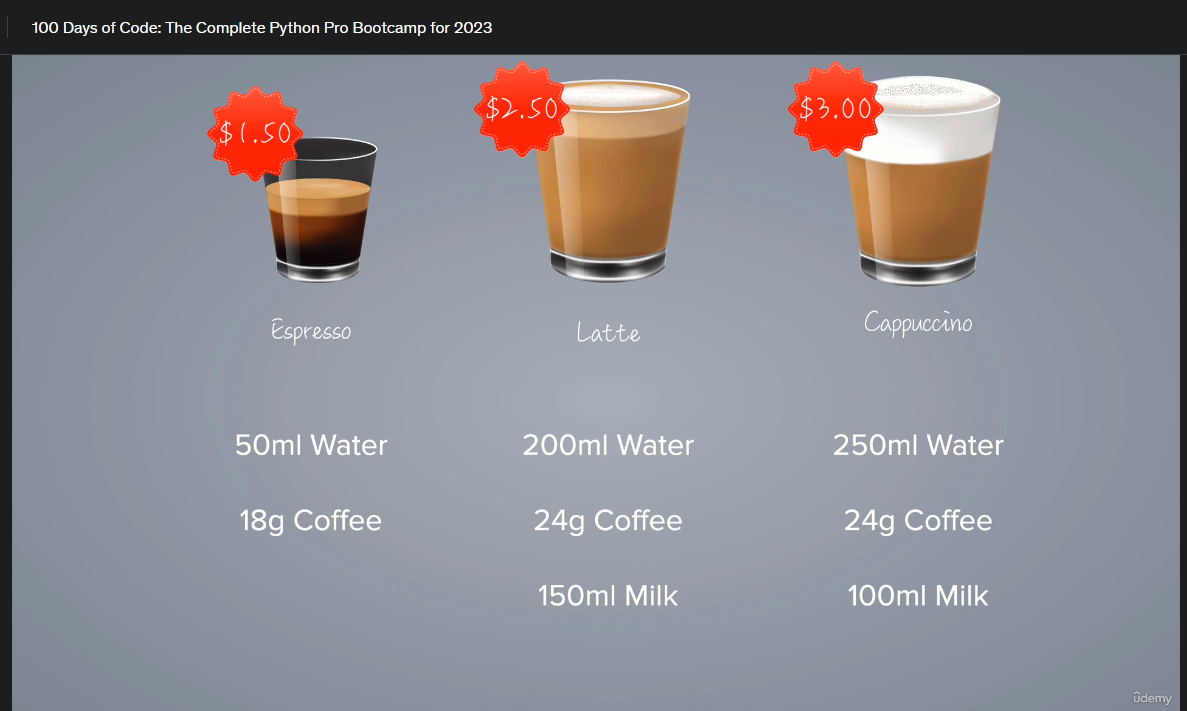 100 Days of Code: The Complete Python Pro Bootcamp for 2023
$1.50
$2.50
$3.00
Espresso
Latte
Cappuccino
50ml Water
200ml Water
250ml Water
18g Coffee
24g Coffee
24g Coffee
150ml Milk
100ml Milk
ûdemy